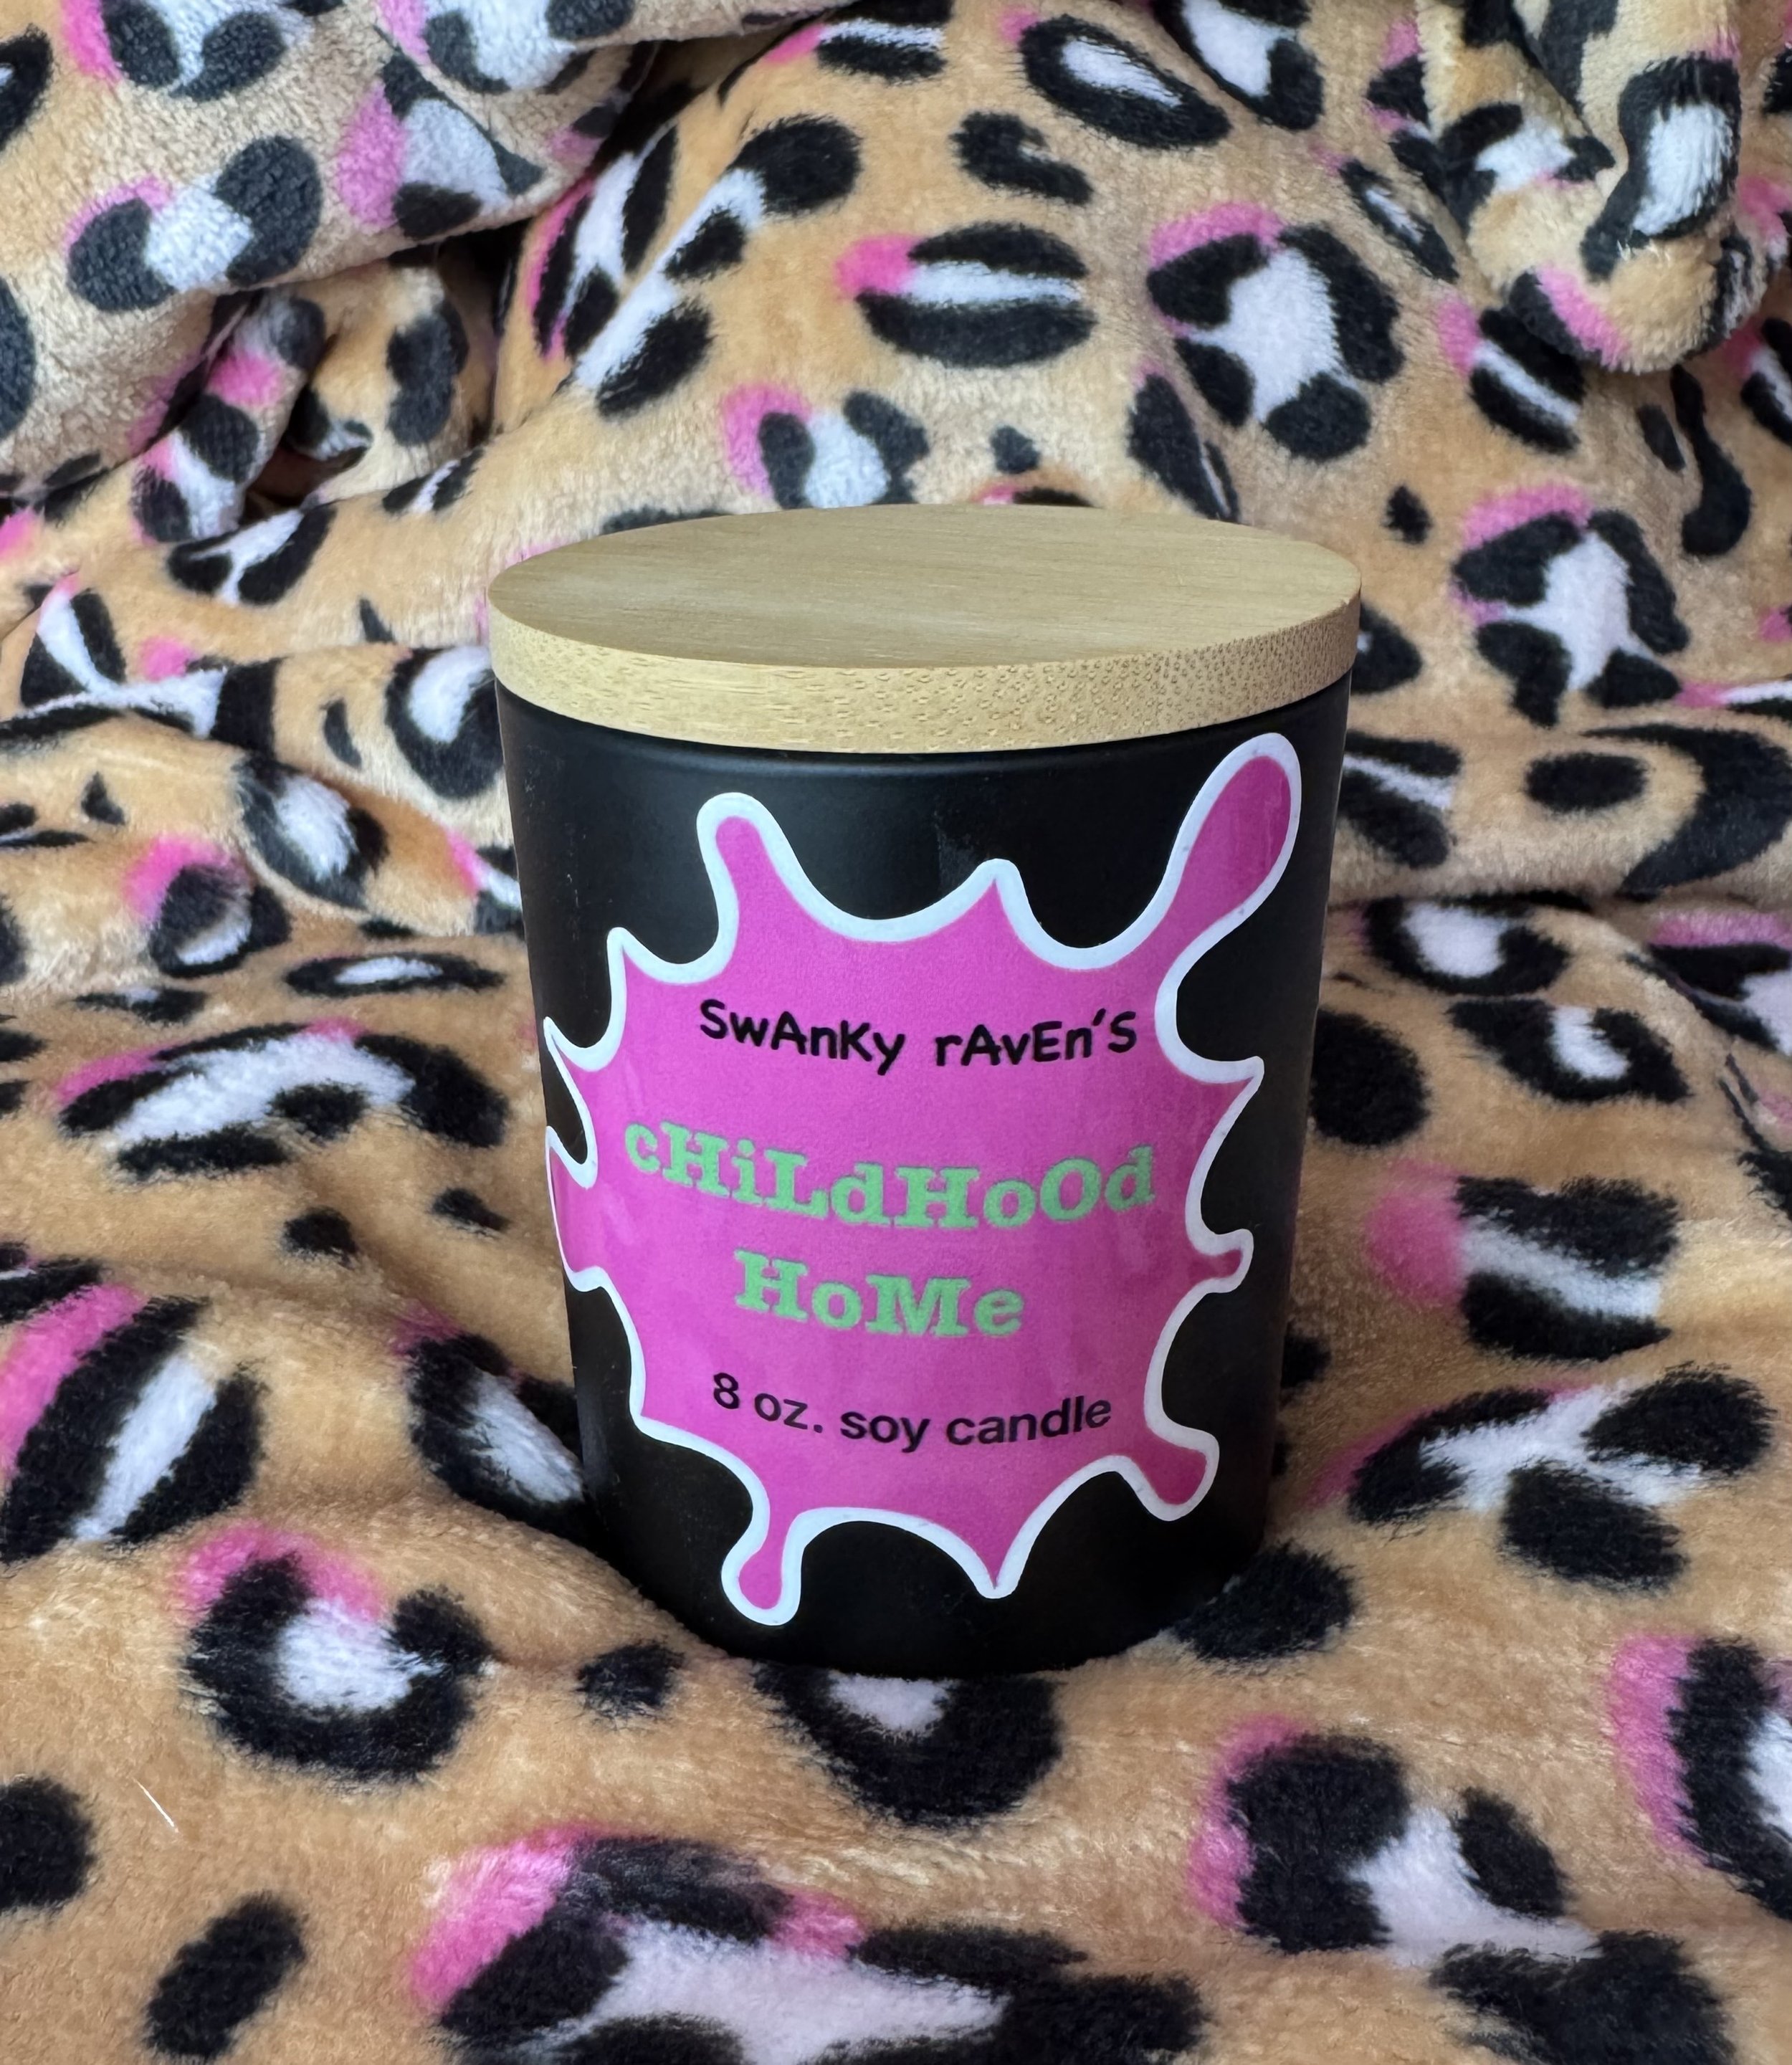 SwAnKy rAvEn'S
cHiLdHoOd
HoMe
8 oz. soy candle